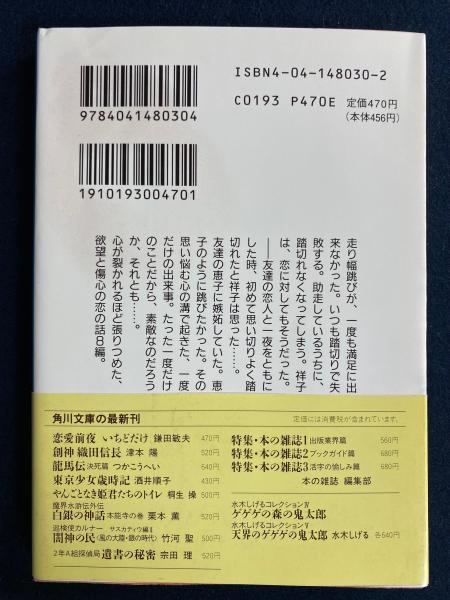 ISBN4-04-148030-2
C0193 P470E 定価470円
(本体456円)
9784041480304
1910193004701
走り幅跳びが、一度も満足に出
来なかった。いつも踏切りで失
敗する。助走しているうちに、
踏切れなくなってしまう。祥子
は、恋に対してもそうだった。
――友達の恋人と一夜をともに
した時、初めて思い切りよく踏
切れたと祥子は思った……。
友達の恵子に嫉妬していた。恵
子のように跳びたかった。その
思い悩む心の溝で起きた、一度
だけの出来事。たった一度だけ
のことだから、素敵なのだろう
か、それとも……。
心が裂かれるほど張りつめた、
欲望と傷心の恋の話8編。
角川文庫の最新刊
定価には消費税が含まれています。
恋愛前夜 いちどだけ 鎌田敏夫 470円
創神 織田信長 津本 陽 520円
龍馬伝 決死篇 つかこうへい 640円
東京少女歳時記 酒井順子 430円
やんごとなき姫君たちのトイレ 桐生 操 500円
魔界水滸伝外伝
白銀の神話 本能寺の巻 栗本 薫 520円
巡検使カルナー サスカティウ編Ⅱ
闇神の民〈風の大陸・銀の時代〉 竹河 聖 500円
2年A組探偵局 遺書の秘密 宗田 理 520円
特集・本の雑誌1 出版業界篇 560円
特集・本の雑誌2 ブックガイド篇 680円
特集・本の雑誌3 活字の愉しみ篇 680円
本の雑誌 編集部
水木しげるコレクションⅣ
ゲゲゲの森の鬼太郎
水木しげるコレクションⅤ
天界のゲゲゲの鬼太郎 水木しげる 各640円